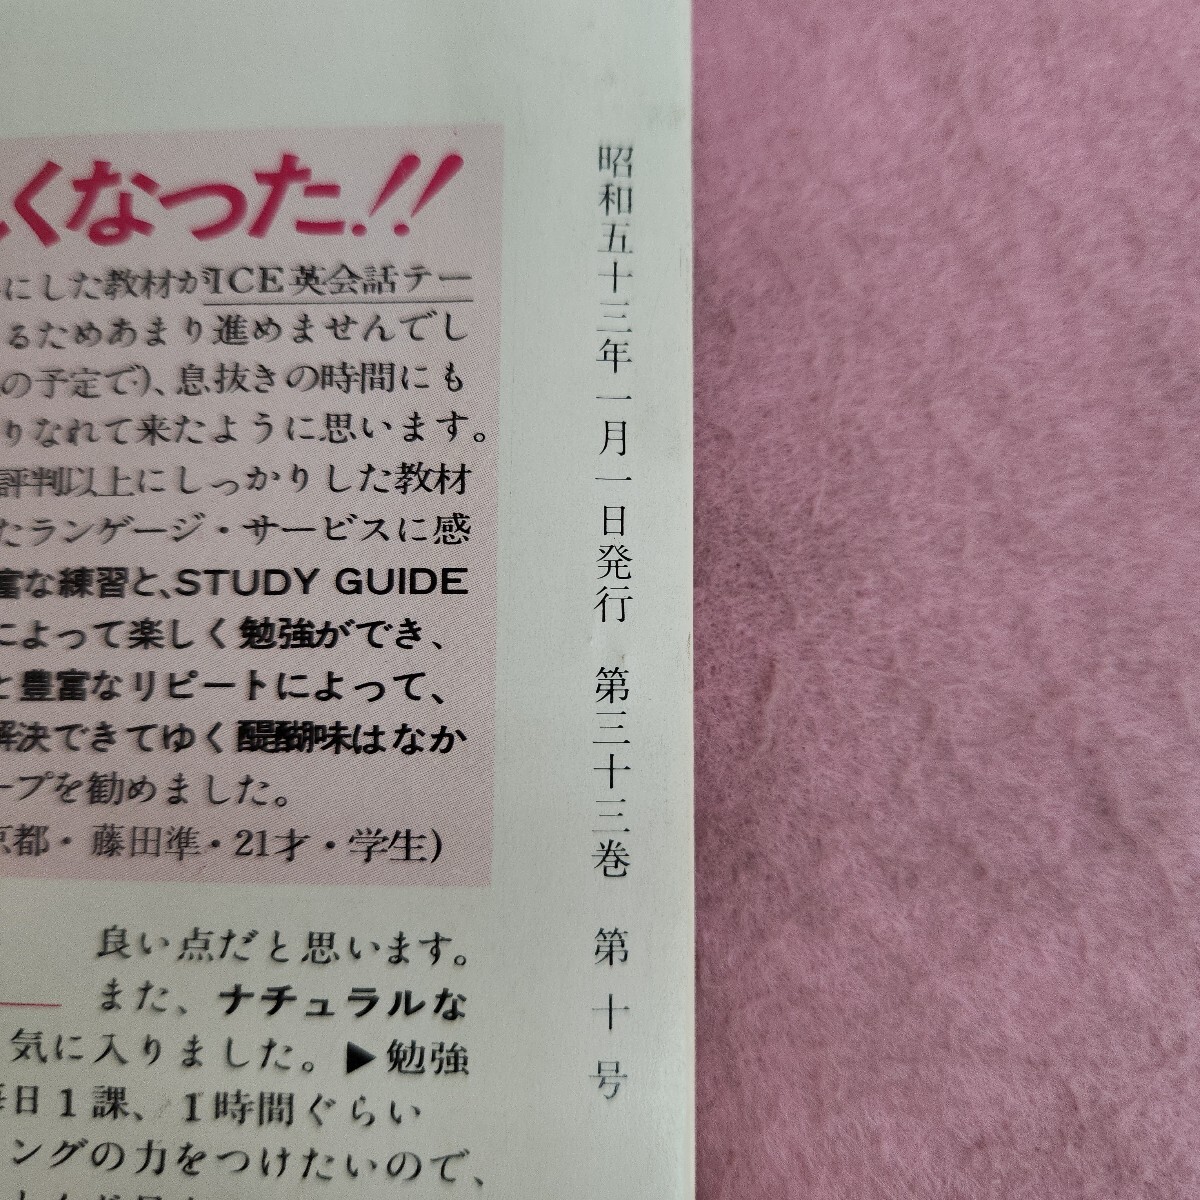 昭和五十三年一月一日発行 第三十三巻 第十号
くなった!!
にした教材がICE英会話テー
るためあまり進めませんでし
の予定で)、息抜きの時間にも
りなれて来たように思います。
評判以上にしっかりした教材
たランゲージ・サービスに感
富な練習と、STUDY GUIDE
によって楽しく勉強ができ、
と豊富なリピートによって、
解決できてゆく醍醐味はなか
ープを勧めました。
京都・藤田準・21才・学生)
良い点だと思います。
また、ナチュラルな
気に入りました。▶勉強
毎日1課、1時間ぐらい
ングの力をつけたいので、